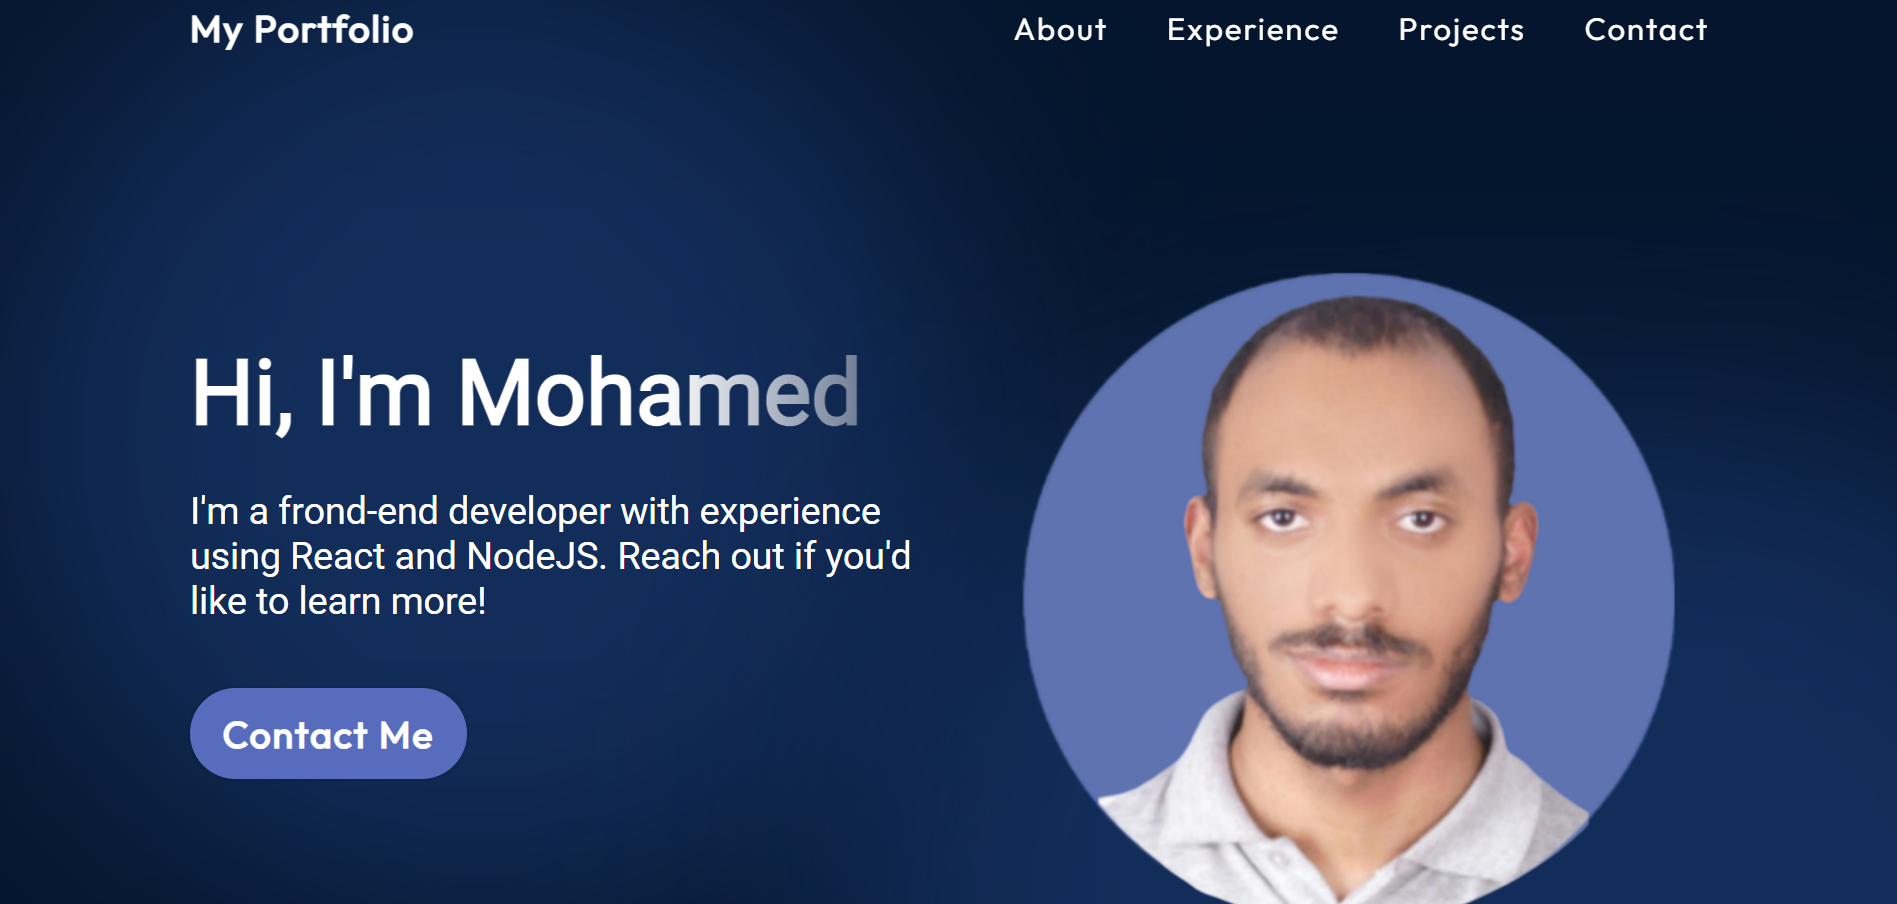 My Portfolio
About Experience Projects Contact
Hi, I'm Mohamed
I'm a frond-end developer with experience
using React and NodeJS. Reach out if you'd
like to learn more!
Contact Me